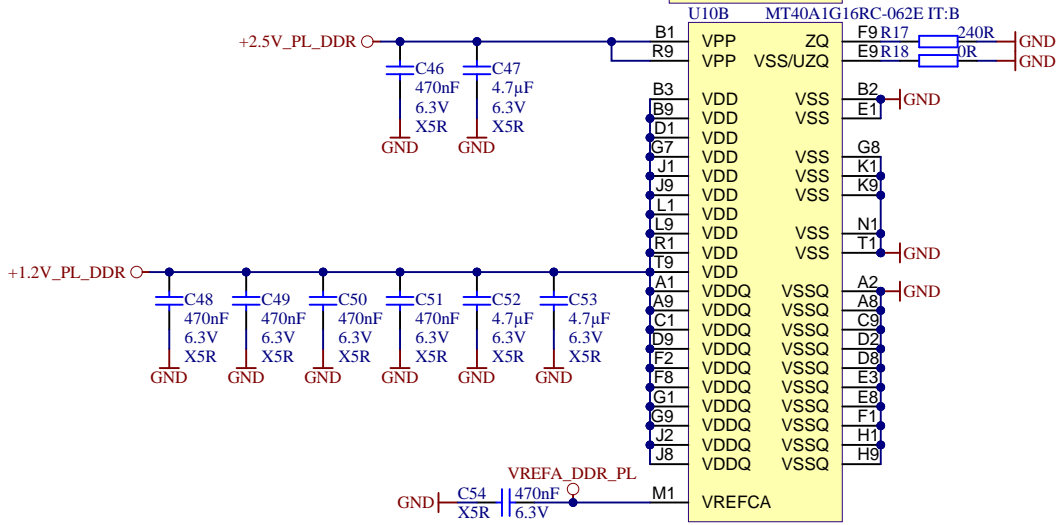 U10B MT40A1G16RC-062E IT:B
+2.5V_PL_DDR B1 VPP ZQ F9 R17 240R GND
R9 VPP VSS/UZQ E9 R18 0R GND
C46 C47
470nF 4.7µF
6.3V 6.3V
X5R X5R
GND GND
B3 VDD VSS B2 GND
B9 VDD VSS E1
D1 VDD
G7 VDD VSS G8
J1 VDD VSS K1
J9 VDD VSS K9
L1 VDD
L9 VDD VSS N1
R1 VDD VSS T1 GND
+1.2V_PL_DDR T9 VDD
A1 VDDQ VSSQ A2 GND
A9 VDDQ VSSQ A8
C1 VDDQ VSSQ C9
D9 VDDQ VSSQ D2
F2 VDDQ VSSQ D8
F8 VDDQ VSSQ E3
G1 VDDQ VSSQ E8
G9 VDDQ VSSQ F1
J2 VDDQ VSSQ H1
J8 VDDQ VSSQ H9
C48 C49 C50 C51 C52 C53
470nF 470nF 470nF 470nF 4.7µF 4.7µF
6.3V 6.3V 6.3V 6.3V 6.3V 6.3V
X5R X5R X5R X5R X5R X5R
GND GND GND GND GND GND
VREFA_DDR_PL
GND C54 470nF M1 VREFCA
X5R 6.3V